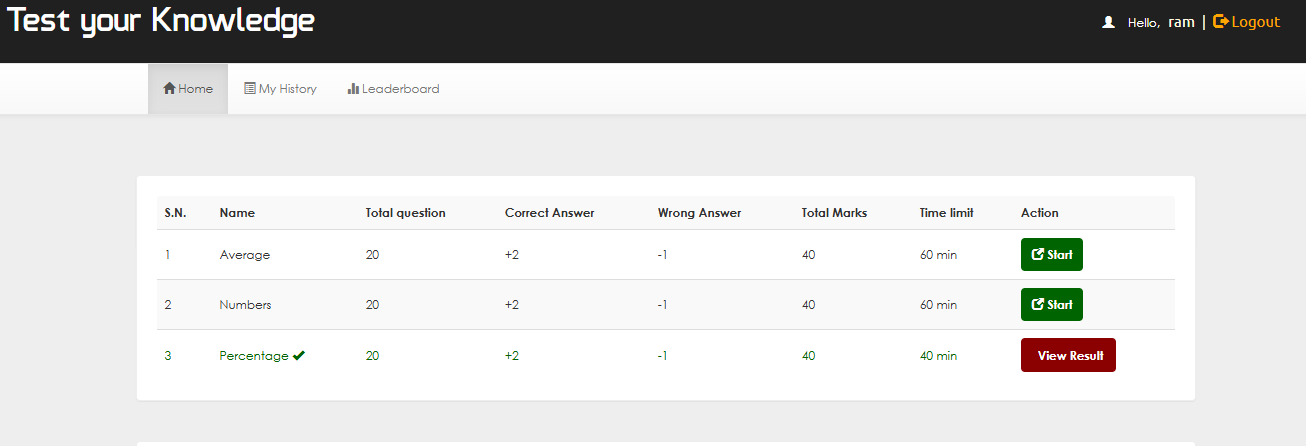 Test your Knowledge
Hello, ram | Logout
Home My History Leaderboard
S.N. Name Total question Correct Answer Wrong Answer Total Marks Time limit Action
1 Average 20 +2 -1 40 60 min Start
2 Numbers 20 +2 -1 40 60 min Start
3 Percentage 20 +2 -1 40 40 min View Result